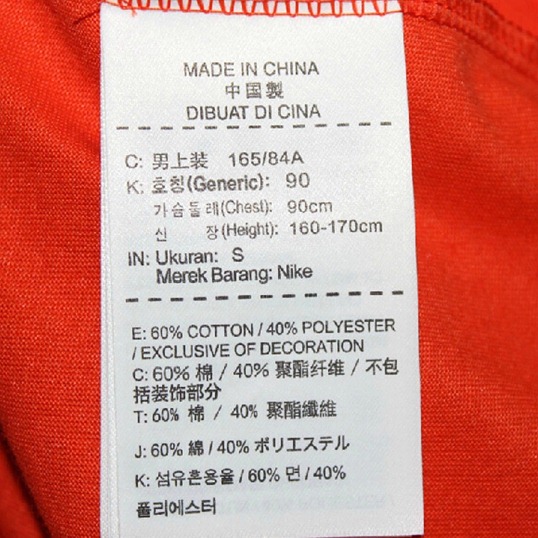 MADE IN CHINA
中国製
DIBUAT DI CINA
C: 男上装 165/84A
K: 호칭(Generic): 90
가슴둘레(Chest): 90cm
신 장(Height): 160-170cm
IN: Ukuran: S
Merek Barang: Nike
E: 60% COTTON / 40% POLYESTER
/ EXCLUSIVE OF DECORATION
C: 60% 棉 / 40% 聚酯纤维 / 不包
括装饰部分
T: 60% 棉 / 40% 聚酯纖維
J: 60% 綿 / 40% ポリエステル
K: 섬유혼용율 / 60% 면 / 40%
폴리에스터